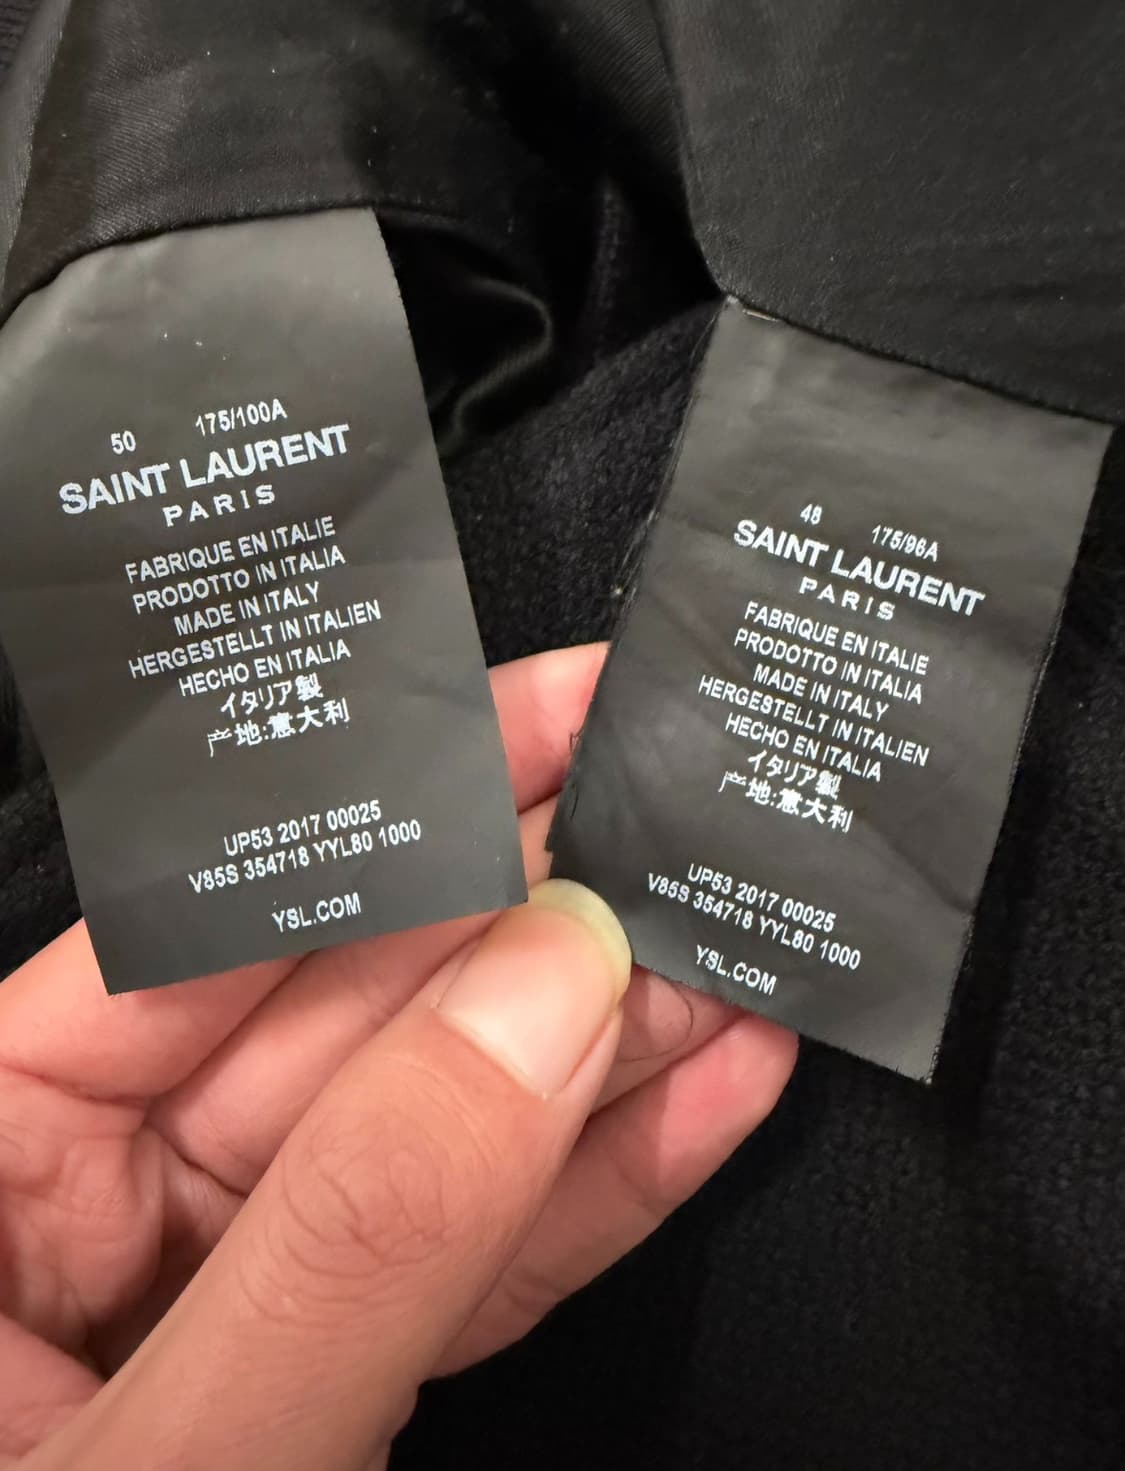 50 175/100A
SAINT LAURENT
PARIS
FABRIQUE EN ITALIE
PRODOTTO IN ITALIA
MADE IN ITALY
HERGESTELLT IN ITALIEN
HECHO EN ITALIA
イタリア製
产地:意大利
UP53 2017 00025
V85S 354718 YYL80 1000
YSL.COM
48 175/96A
SAINT LAURENT
PARIS
FABRIQUE EN ITALIE
PRODOTTO IN ITALIA
MADE IN ITALY
HERGESTELLT IN ITALIEN
HECHO EN ITALIA
イタリア製
产地:意大利
UP53 2017 00025
V85S 354718 YYL80 1000
YSL.COM